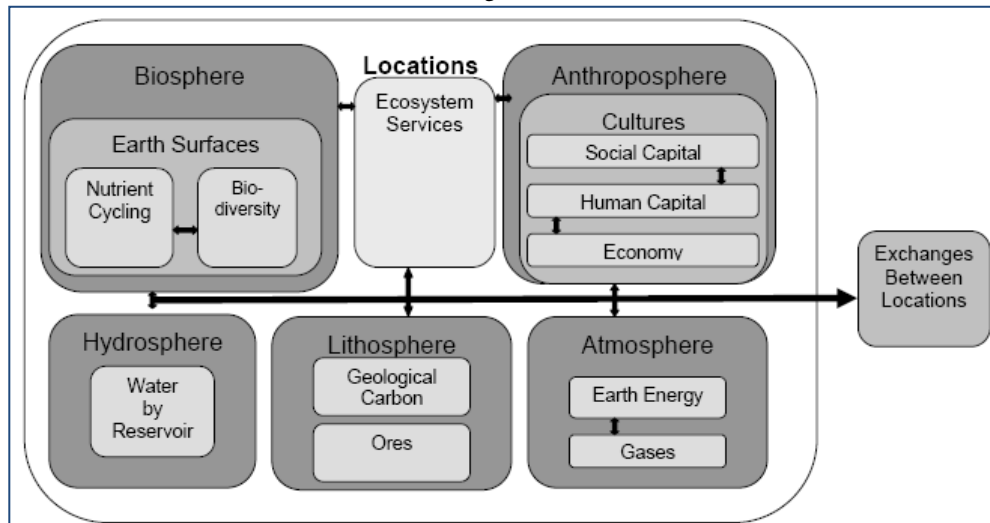 Locations
Biosphere
Earth Surfaces
Nutrient
Cycling
Bio-
diversity
Ecosystem
Services
Anthroposphere
Cultures
Social Capital
Human Capital
Economy
Exchanges
Between
Locations
Hydrosphere
Water
by
Reservoir
Lithosphere
Geological
Carbon
Ores
Atmosphere
Earth Energy
Gases